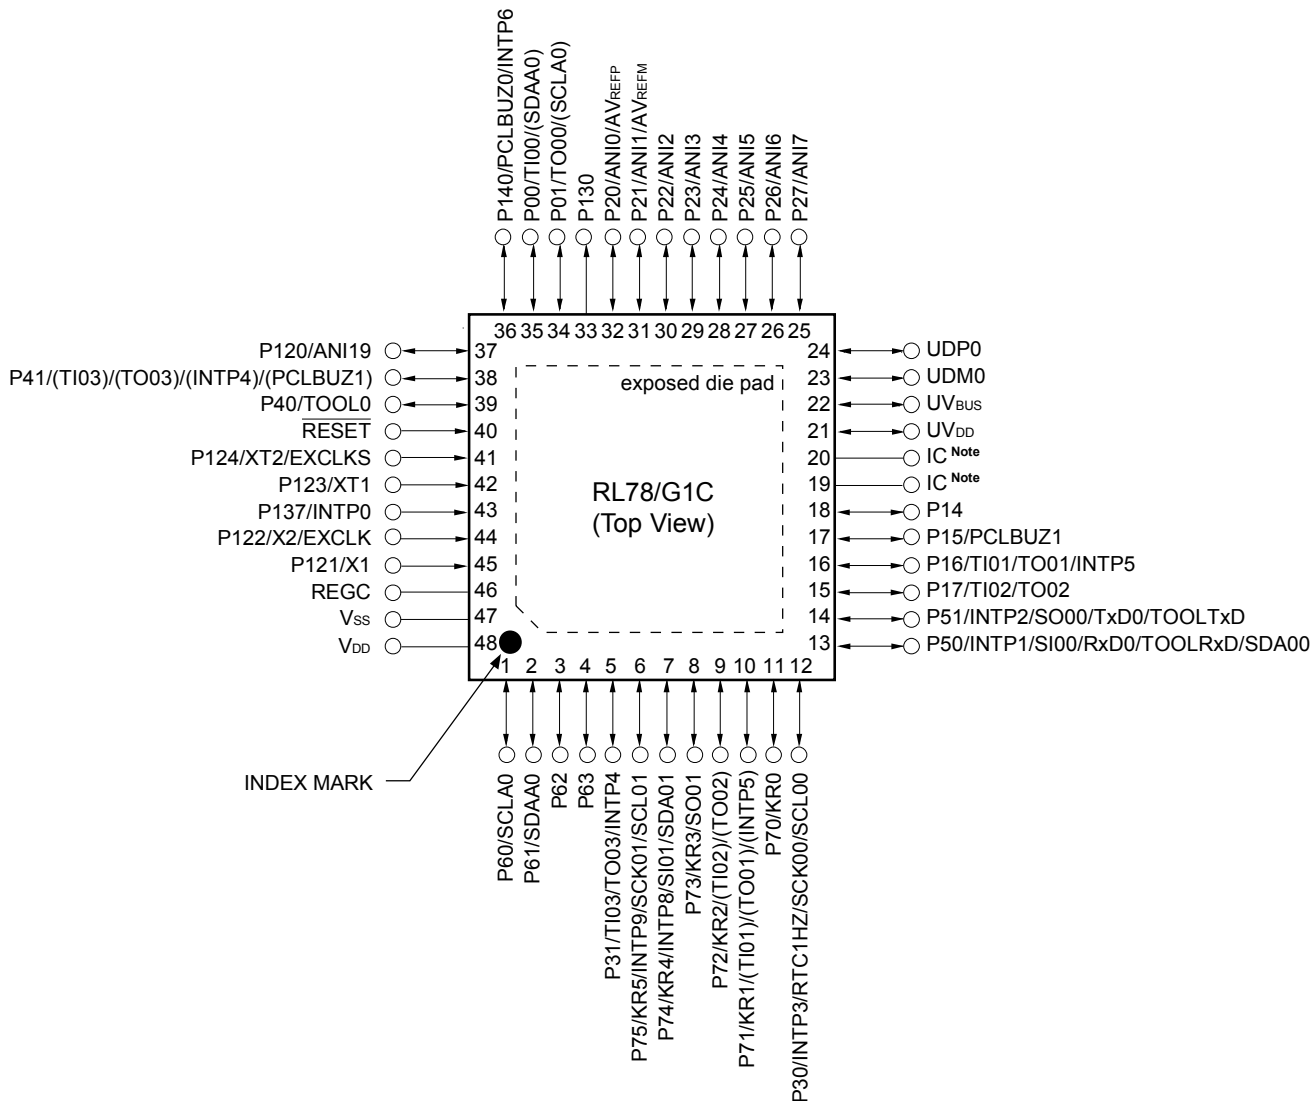 P140/PCLBUZ0/INTP6
P00/TI00/(SDAA0)
P01/TO00/(SCLA0)
P130
P20/ANI0/AVREFP
P21/ANI1/AVREFM
P22/ANI2
P23/ANI3
P24/ANI4
P25/ANI5
P26/ANI6
P27/ANI7
36 35 34 33 32 31 30 29 28 27 26 25
P120/ANI19 37
P41/(TI03)/(TO03)/(INTP4)/(PCLBUZ1) 38
P40/TOOL0 39
RESET 40
P124/XT2/EXCLKS 41
P123/XT1 42
P137/INTP0 43
P122/X2/EXCLK 44
P121/X1 45
REGC 46
VSS 47
VDD 48
exposed die pad
RL78/G1C
(Top View)
24 UDP0
23 UDM0
22 UVBUS
21 UVDD
20 IC Note
19 IC Note
18 P14
17 P15/PCLBUZ1
16 P16/TI01/TO01/INTP5
15 P17/TI02/TO02
14 P51/INTP2/SO00/TxD0/TOOLTxD
13 P50/INTP1/SI00/RxD0/TOOLRxD/SDA00
1 2 3 4 5 6 7 8 9 10 11 12
INDEX MARK
P60/SCLA0
P61/SDAA0
P62
P63
P31/TI03/TO03/INTP4
P75/KR5/INTP9/SCK01/SCL01
P74/KR4/INTP8/SI01/SDA01
P73/KR3/SO01
P72/KR2/(TI02)/(TO02)
P71/KR1/(TI01)/(TO01)/(INTP5)
P70/KR0
P30/INTP3/RTC1HZ/SCK00/SCL00